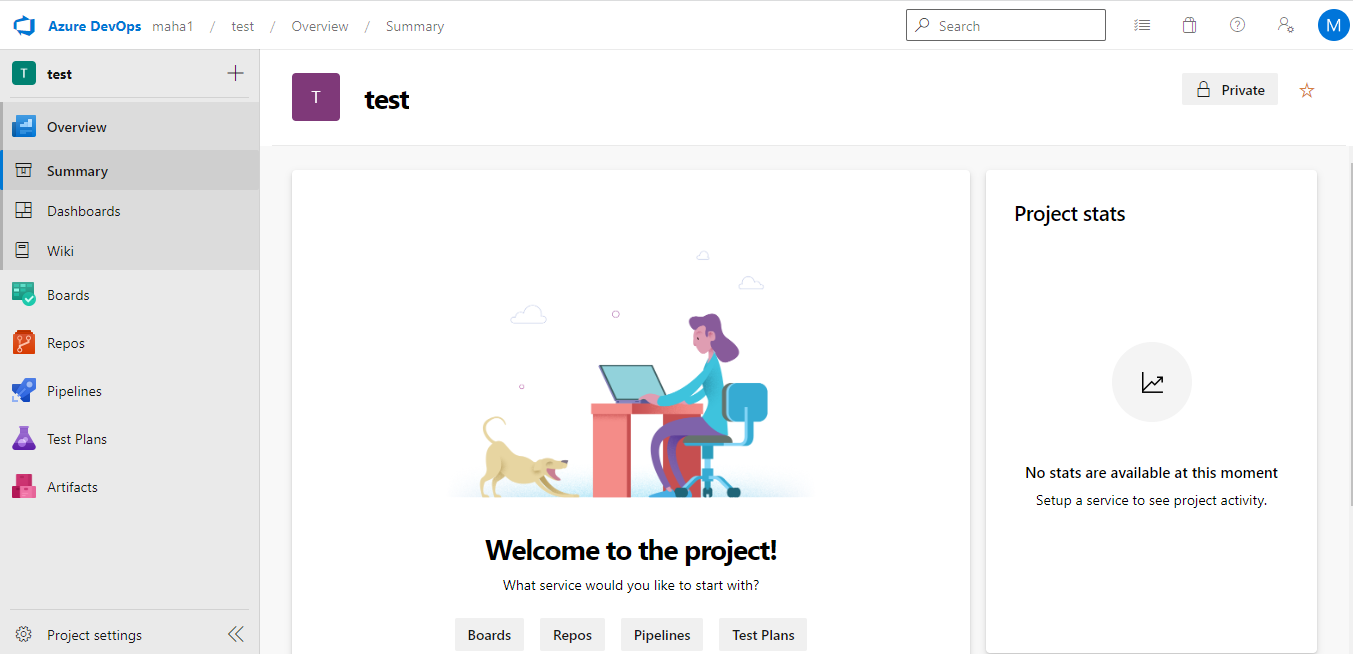 Azure DevOps maha1 / test / Overview / Summary Search M
T test
Overview
Summary
Dashboards
Wiki
Boards
Repos
Pipelines
Test Plans
Artifacts
Project settings
T test
Private
Welcome to the project!
What service would you like to start with?
Boards Repos Pipelines Test Plans
Project stats
No stats are available at this moment
Setup a service to see project activity.